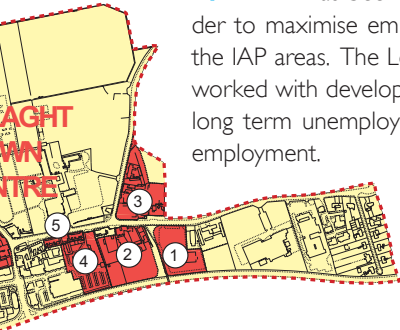 der to maximise em
the IAP areas. The L
worked with develop
long term unemploy
employment.
AGHT
WN
NTRE
3
5
4
2
1